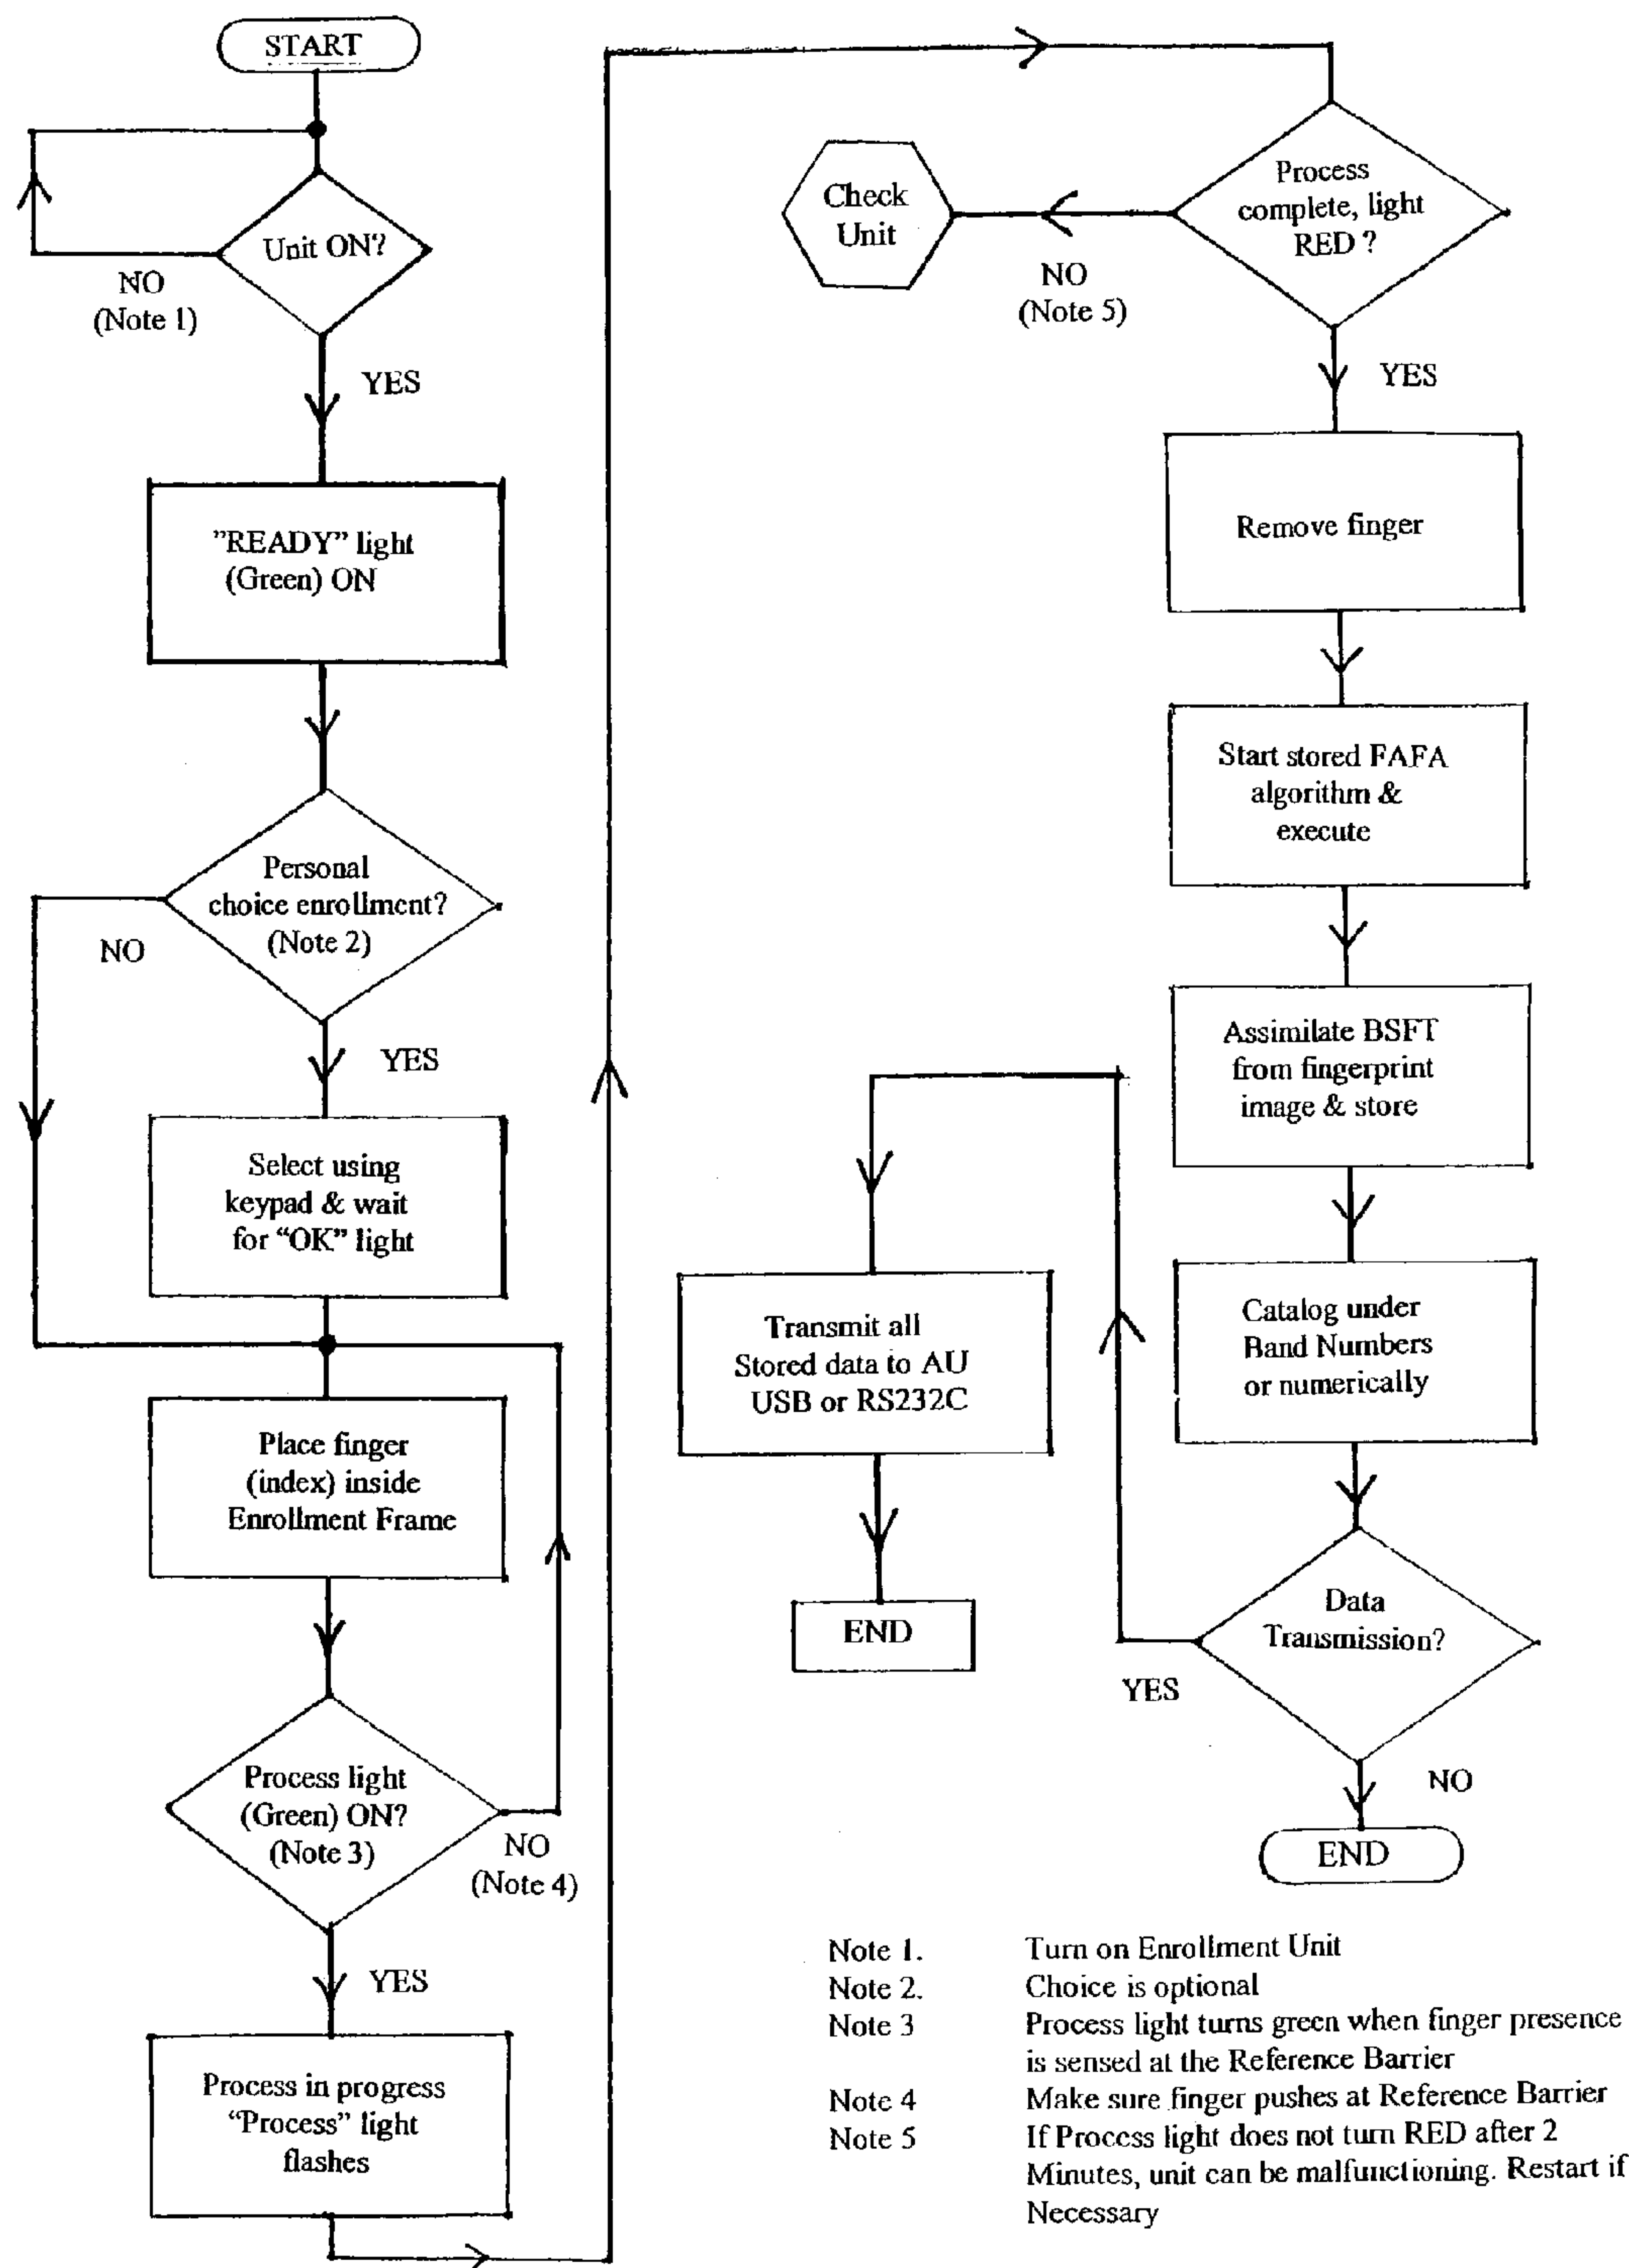 START
Unit ON?
NO
(Note 1)
YES
”READY” light
(Green) ON
Personal
choice enrollment?
(Note 2)
NO
YES
Select using
keypad & wait
for “OK” light
Place finger
(index) inside
Enrollment Frame
Process light
(Green) ON?
(Note 3)
NO
(Note 4)
YES
Process in progress
“Process” light
flashes
Process
complete, light
RED ?
Check
Unit
NO
(Note 5)
YES
Remove finger
Start stored FAFA
algorithm &
execute
Assimilate BSFT
from fingerprint
image & store
Catalog under
Band Numbers
or numerically
Data
Transmission?
YES
Transmit all
Stored data to AU
USB or RS232C
END
NO
END
Note 1. Turn on Enrollment Unit
Note 2. Choice is optional
Note 3 Process light turns green when finger presence
is sensed at the Reference Barrier
Note 4 Make sure finger pushes at Reference Barrier
Note 5 If Process light does not turn RED after 2
Minutes, unit can be malfunctioning. Restart if
Necessary